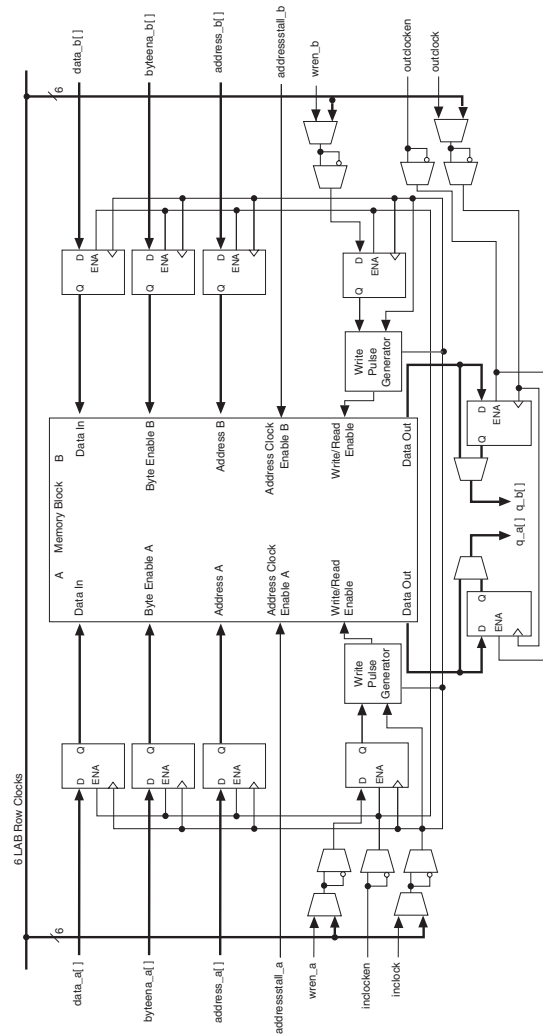 6 LAB Row Clocks
6
6
data_a[ ]
byteena_a[ ]
address_a[ ]
addressstall_a
wren_a
inclocken
inclock
data_b[ ]
byteena_b[ ]
address_b[ ]
addressstall_b
wren_b
outclocken
outclock
D
Q
ENA
D
Q
ENA
D
Q
ENA
D
Q
ENA
Write
Pulse
Generator
A
Memory Block
B
Data In
Byte Enable A
Address A
Address Clock
Enable A
Write/Read
Enable
Data Out
Data In
Byte Enable B
Address B
Address Clock
Enable B
Write/Read
Enable
Data Out
Q
D
ENA
Q
D
ENA
Q
D
ENA
Q
D
ENA
Write
Pulse
Generator
D
Q
ENA
D
Q
ENA
q_a[ ]
q_b[ ]